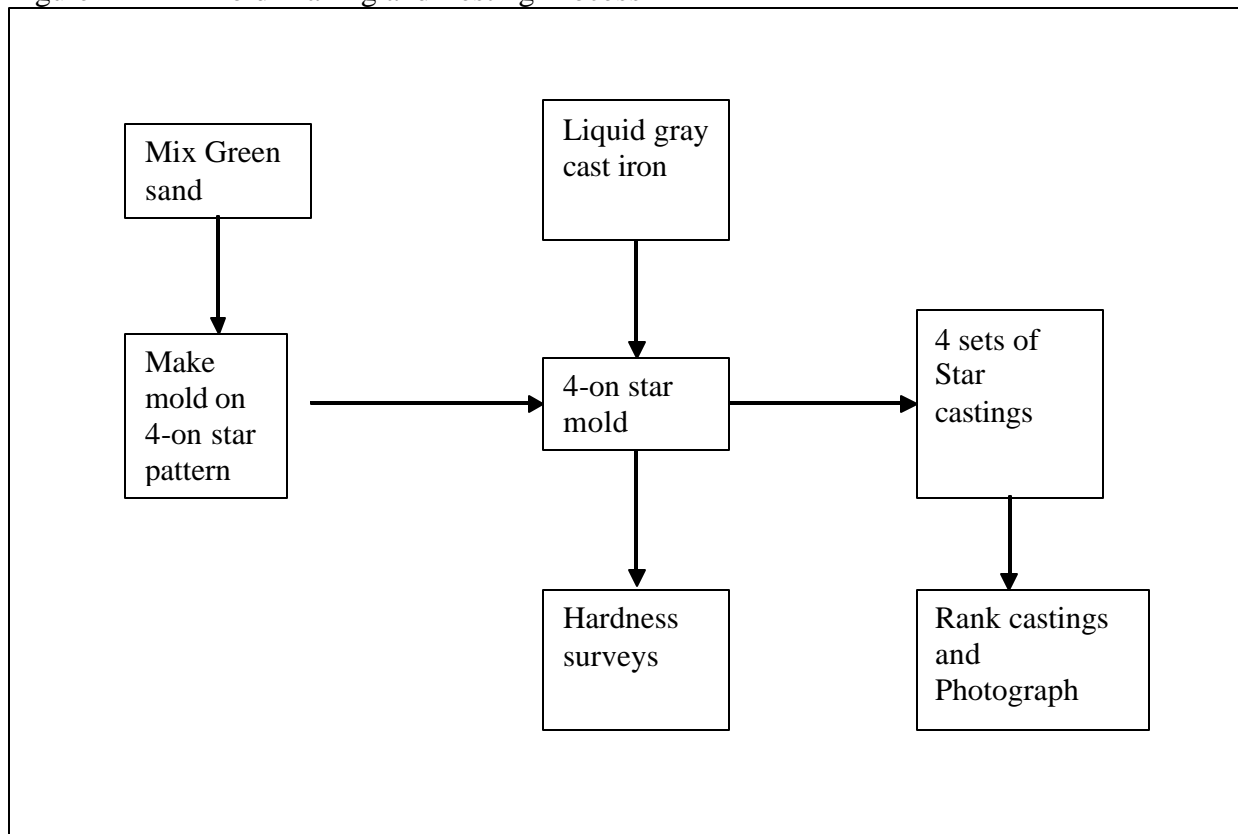 Mix Green
sand
Liquid gray
cast iron
Make
mold on
4-on star
pattern
4-on star
mold
4 sets of
Star
castings
Hardness
surveys
Rank castings
and
Photograph